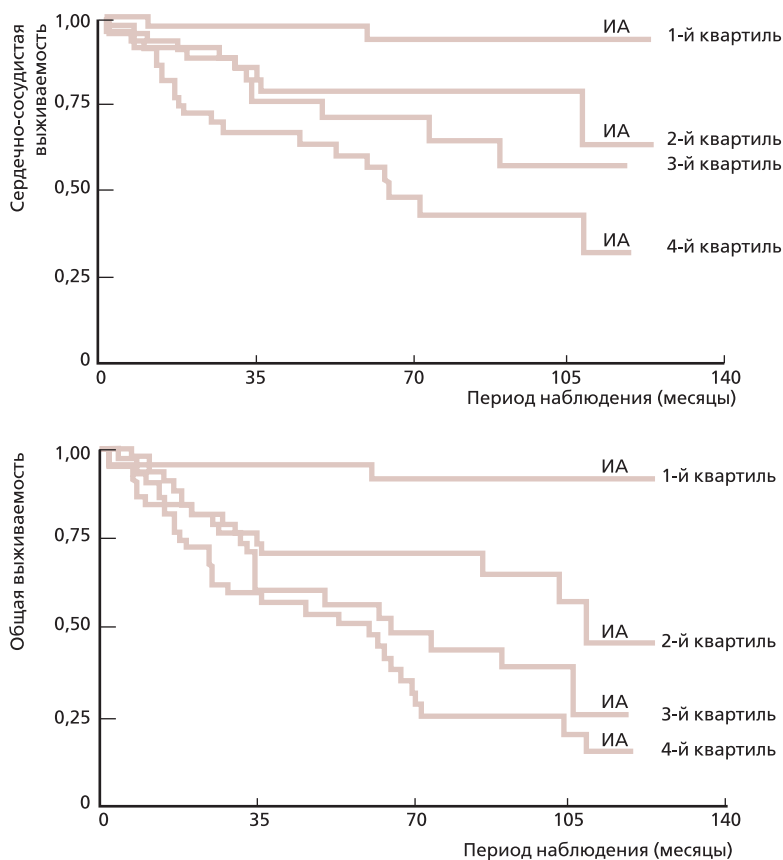 Сердечно-сосудистая
выживаемость
1,00
0,75
0,50
0,25
0
ИА
1-й квартиль
ИА
2-й квартиль
3-й квартиль
ИА
4-й квартиль
0
35
70
105
140
Период наблюдения (месяцы)
Общая выживаемость
1,00
0,75
0,50
0,25
0
ИА
1-й квартиль
ИА
2-й квартиль
ИА
3-й квартиль
ИА
4-й квартиль
0
35
70
105
140
Период наблюдения (месяцы)